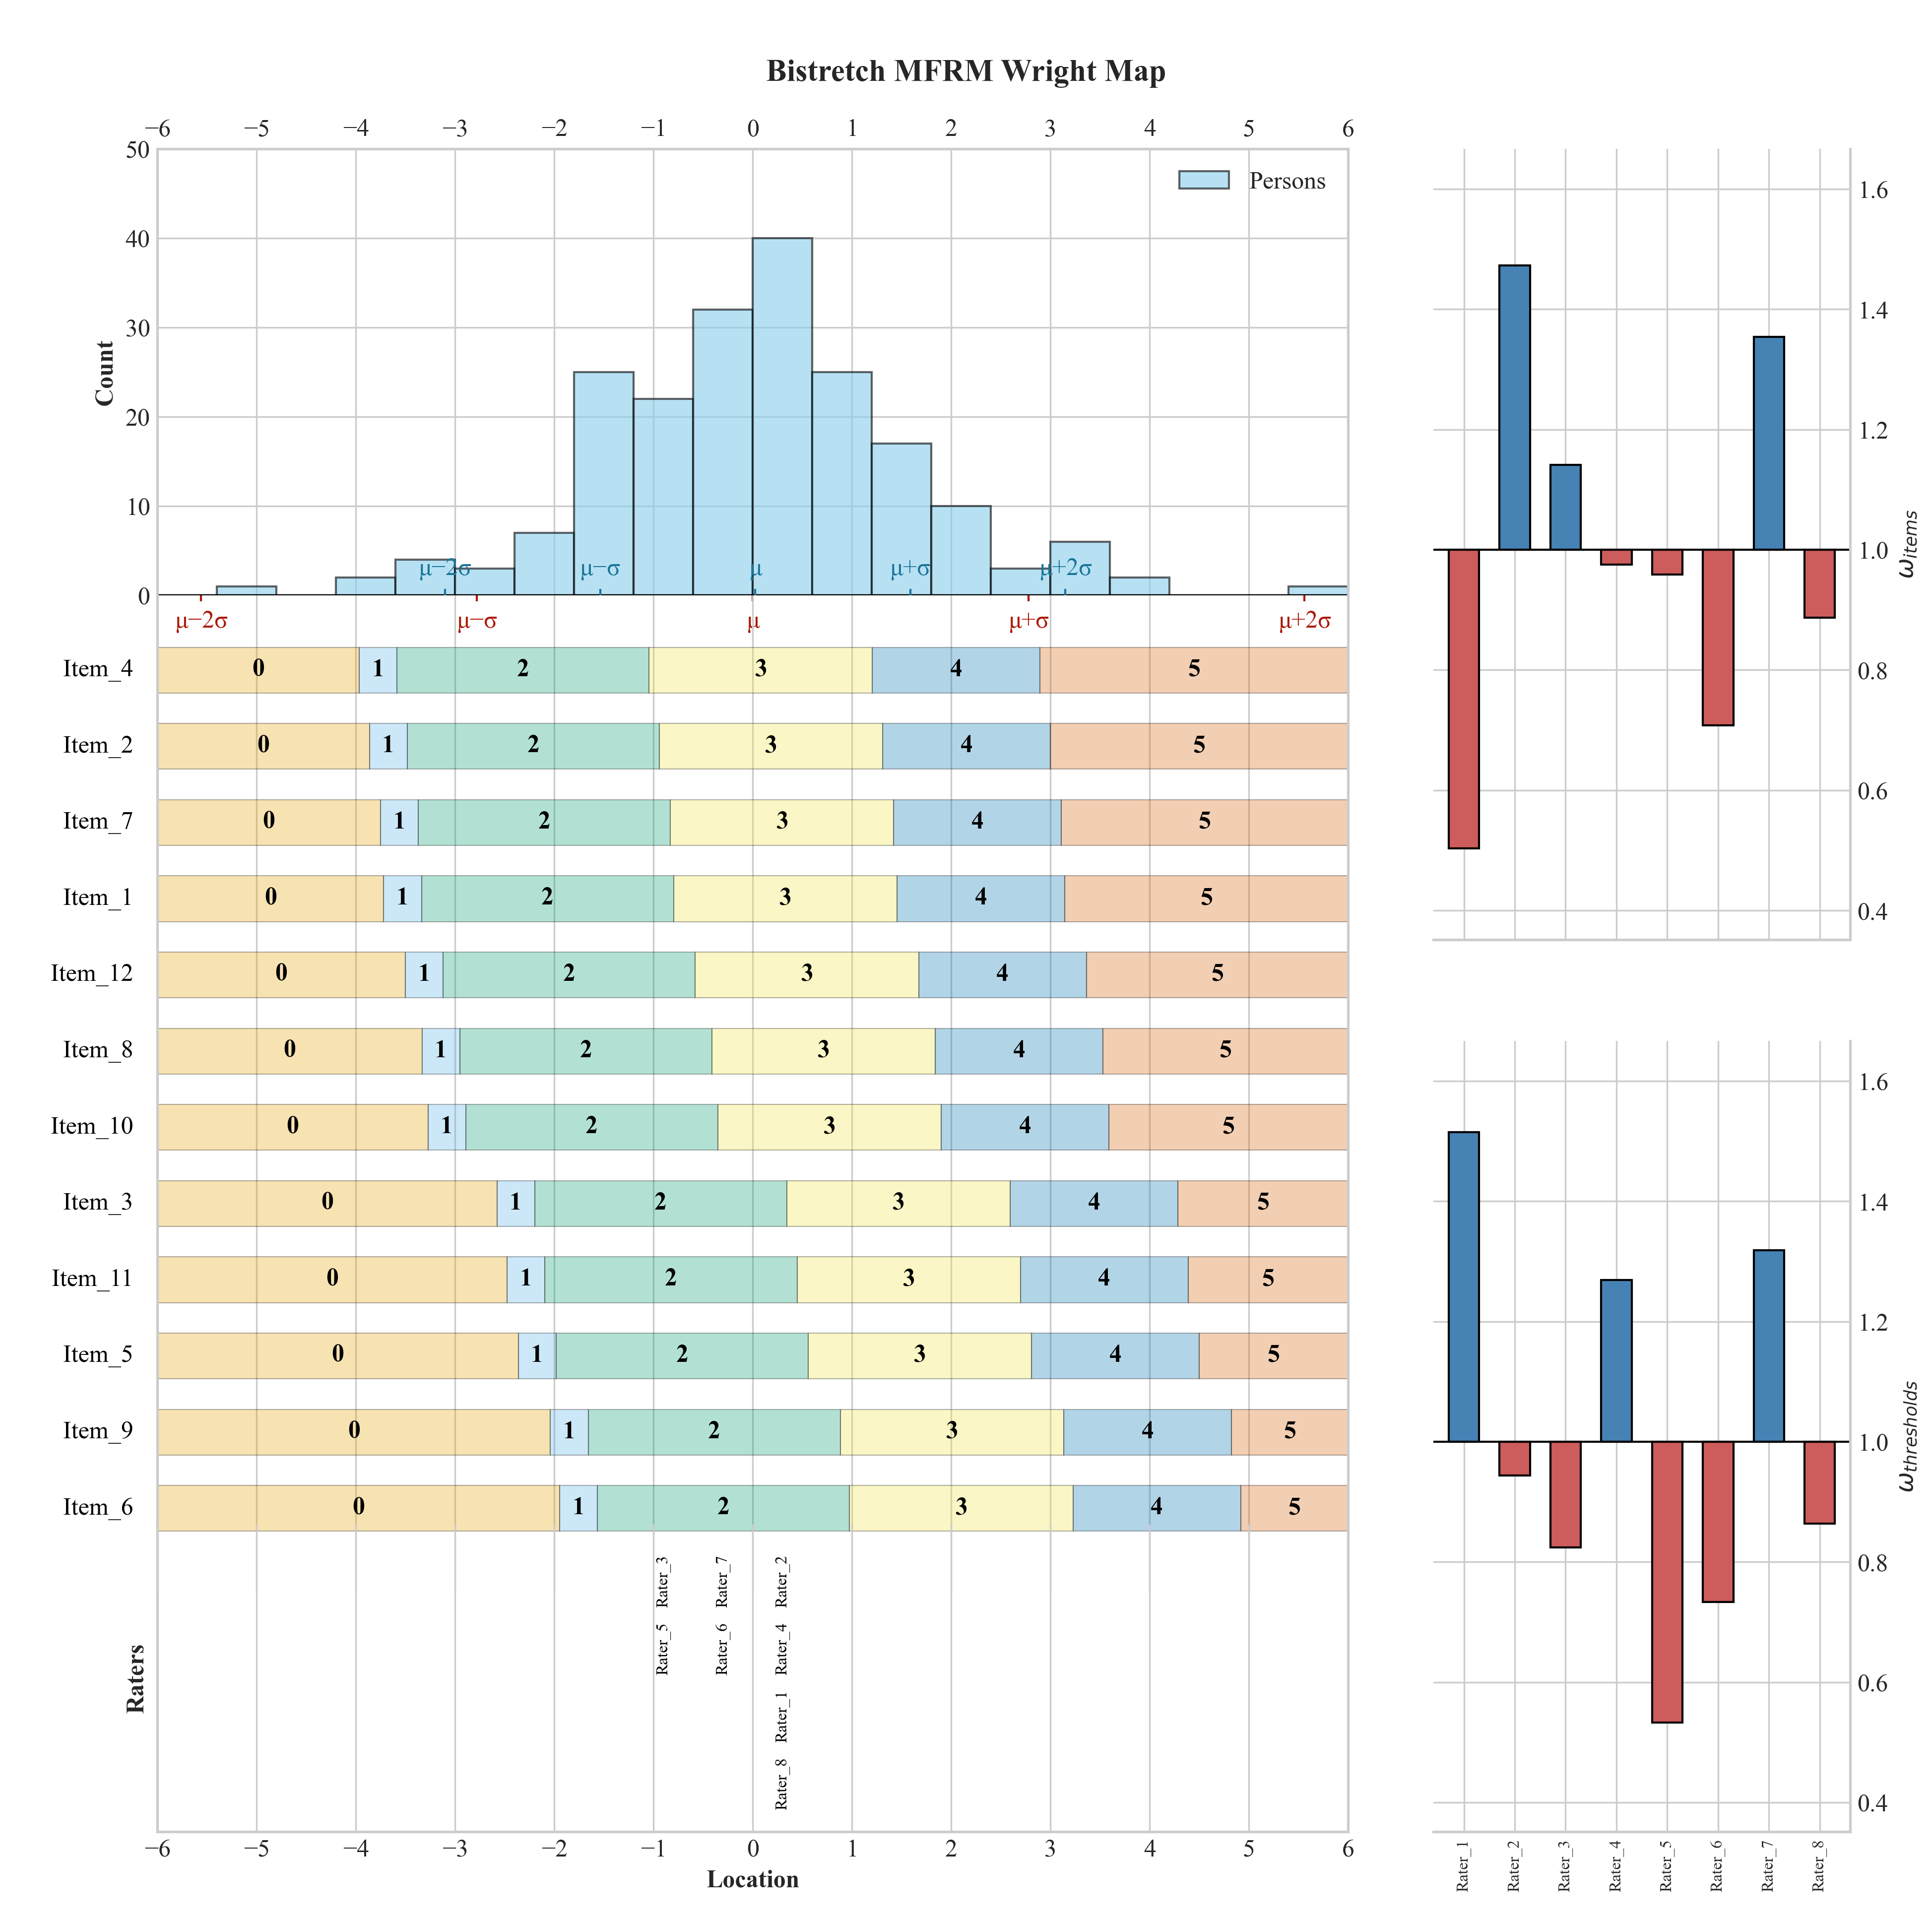 Bistretch MFRM Wright Map
−6 −5 −4 −3 −2 −1 0 1 2 3 4 5 6
50
40
30
20
10
0
Count
Persons
μ−2σ μ−σ μ μ+σ μ+2σ
μ−2σ μ−σ μ μ+σ μ+2σ
Item_4 0 1 2 3 4 5
Item_2 0 1 2 3 4 5
Item_7 0 1 2 3 4 5
Item_1 0 1 2 3 4 5
Item_12 0 1 2 3 4 5
Item_8 0 1 2 3 4 5
Item_10 0 1 2 3 4 5
Item_3 0 1 2 3 4 5
Item_11 0 1 2 3 4 5
Item_5 0 1 2 3 4 5
Item_9 0 1 2 3 4 5
Item_6 0 1 2 3 4 5
Raters
Rater_3 Rater_7 Rater_2
Rater_5 Rater_6 Rater_4
Rater_1
Rater_8
−6 −5 −4 −3 −2 −1 0 1 2 3 4 5 6
Location
1.6
1.4
1.2
1.0
0.8
0.6
0.4
ωitems
1.6
1.4
1.2
1.0
0.8
0.6
0.4
ωthresholds
Rater_1 Rater_2 Rater_3 Rater_4 Rater_5 Rater_6 Rater_7 Rater_8